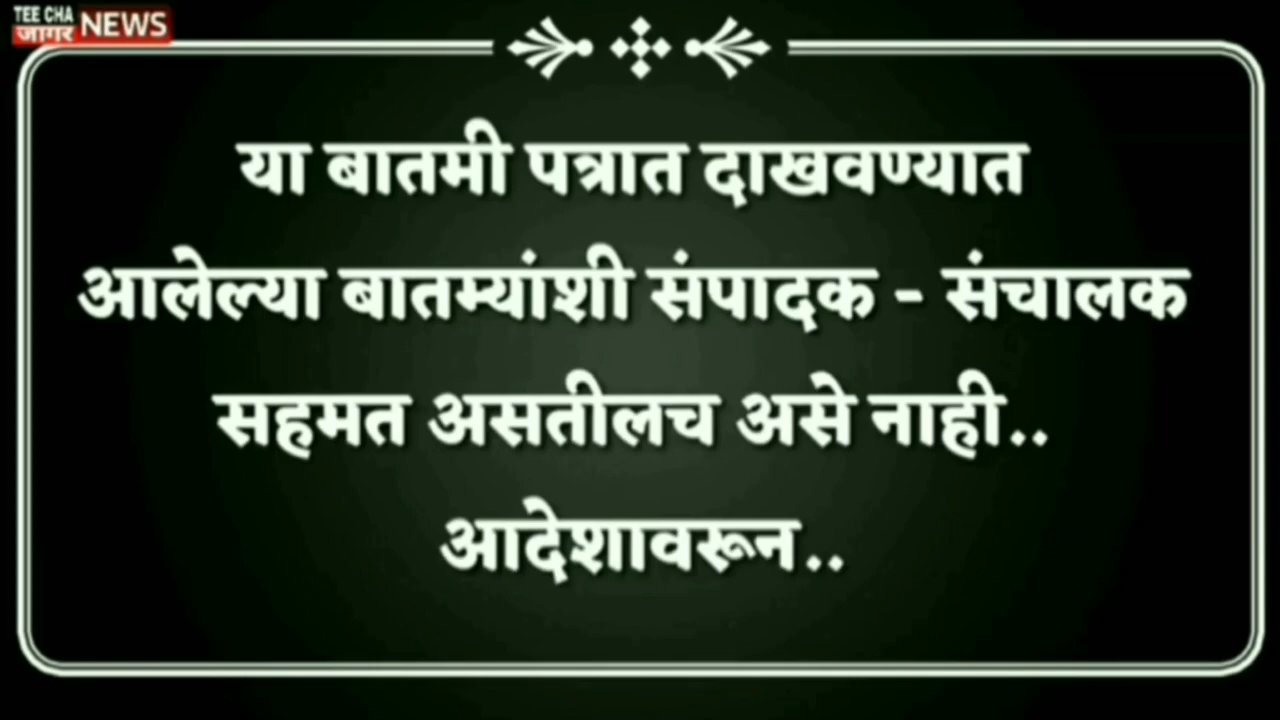 TEE CHA
जागर NEWS
या बातमी पत्रात दाखवण्यात
आलेल्या बातम्यांशी संपादक - संचालक
सहमत असतीलच असे नाही..
आदेशावरून..